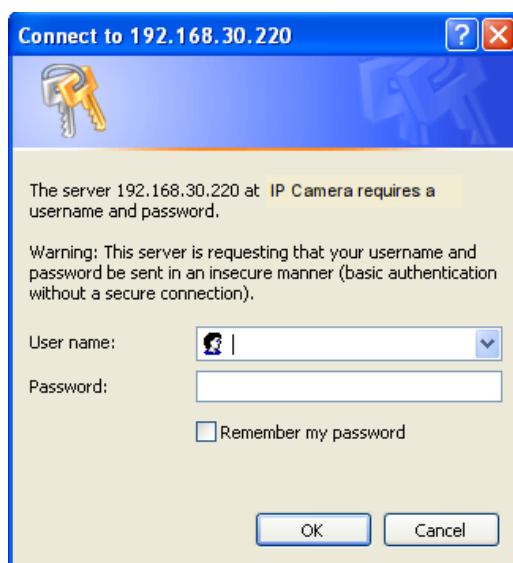 Connect to 192.168.30.220
The server 192.168.30.220 at IP Camera requires a
username and password.
Warning: This server is requesting that your username and
password be sent in an insecure manner (basic authentication
without a secure connection).
User name:
Password:
Remember my password
OK Cancel